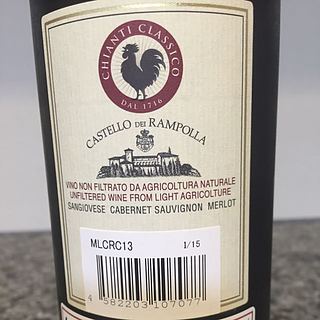 CHIANTI CLASSICO
DAL 1716
CASTELLO DEI RAMPOLLA
VINO NON FILTRATO DA AGRICOLTURA NATURALE
UNFILTERED WINE FROM LIGHT AGRICOLTURE
SANGIOVESE CABERNET SAUVIGNON MERLOT
MLCRC13 1/15
4 582203 107077